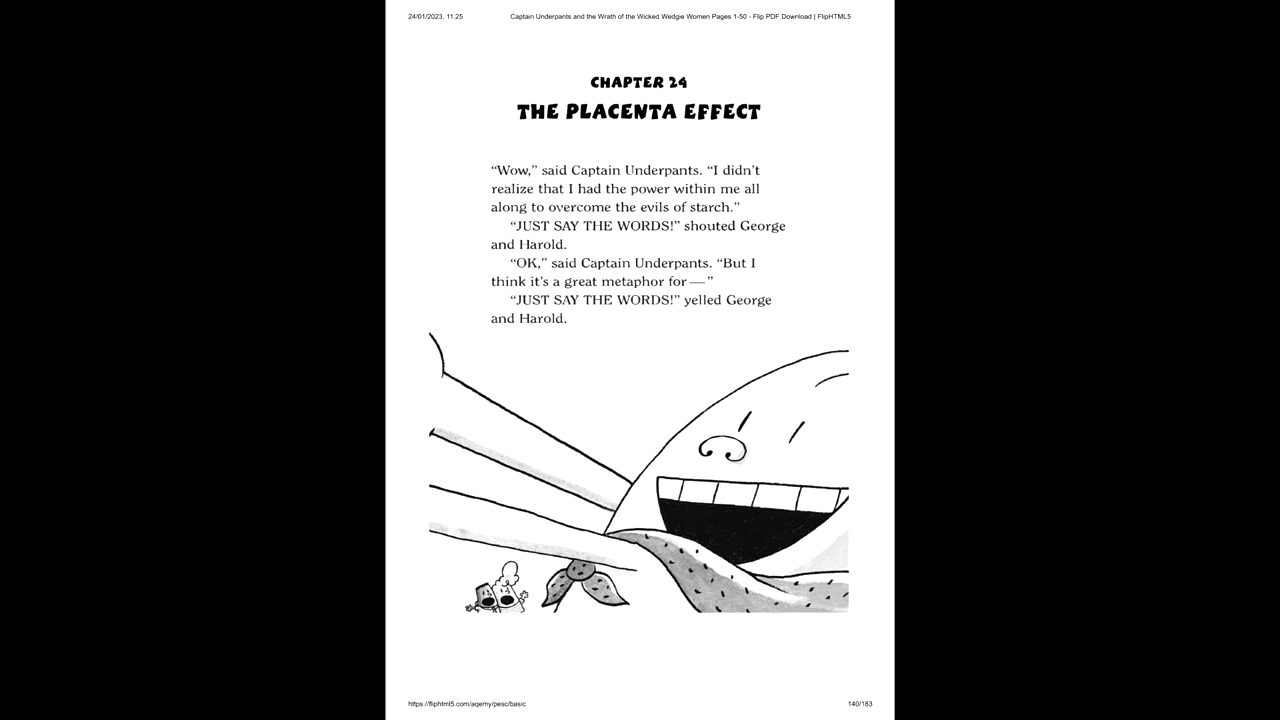 24/01/2023, 11:25 Captain Underpants and the Wrath of the Wicked Wedgie Women Pages 1-50 - Flip PDF Download | FlipHTML5
CHAPTER 24
THE PLACENTA EFFECT
“Wow,” said Captain Underpants. “I didn’t
realize that I had the power within me all
along to overcome the evils of starch.”
“JUST SAY THE WORDS!” shouted George
and Harold.
“OK,” said Captain Underpants. “But I
think it’s a great metaphor for —”
“JUST SAY THE WORDS!” yelled George
and Harold.
https://fliphtml5.com/aqemy/pesc/basic 140/183